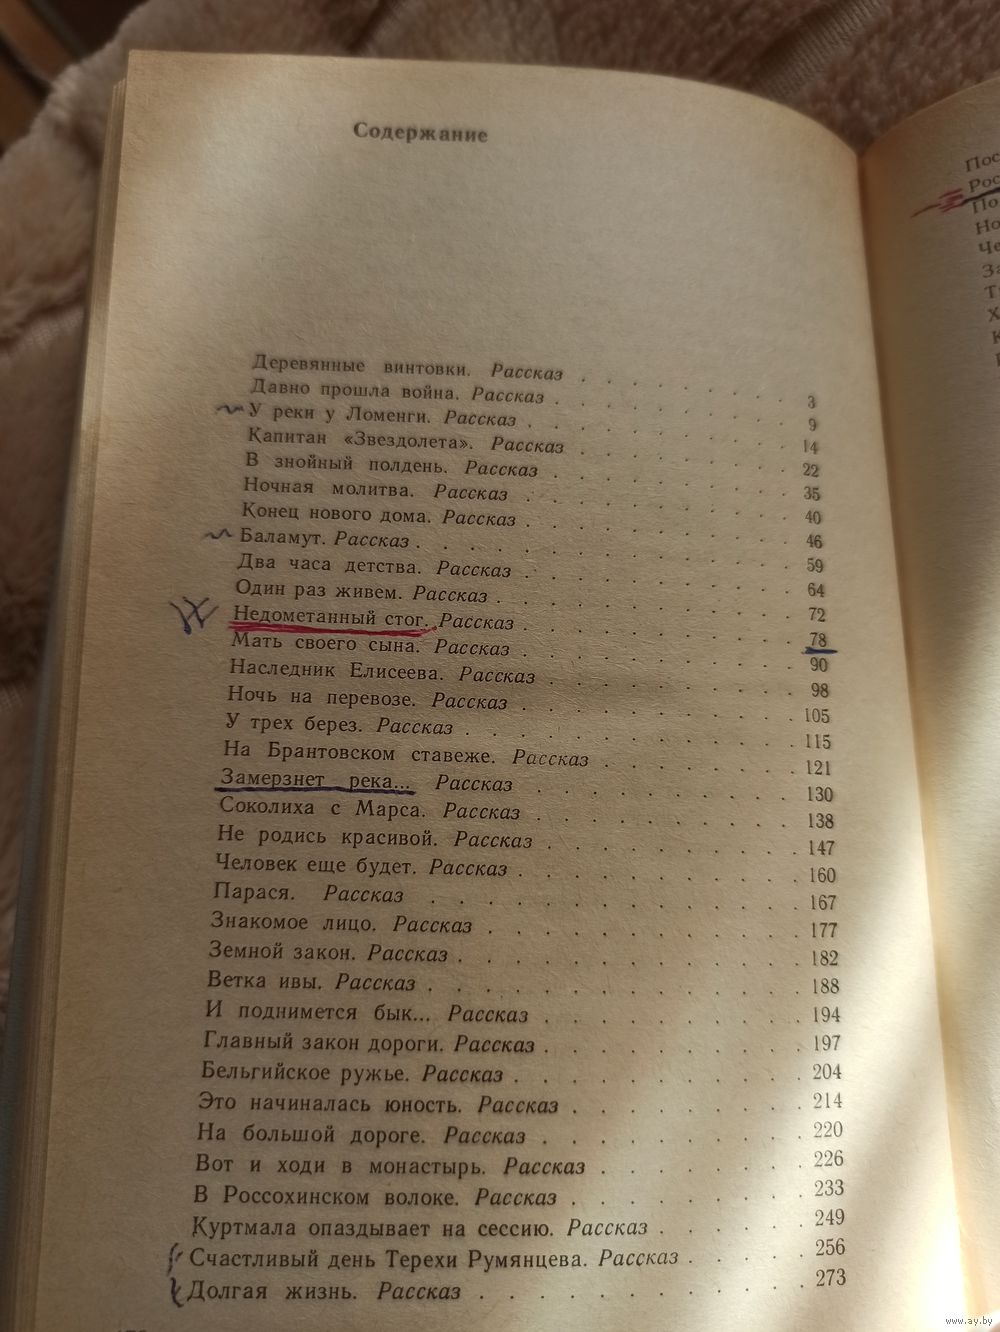 Содержание
Деревянные винтовки. Рассказ . . . . . . . . 3
Давно прошла война. Рассказ . . . . . . . . 9
У реки у Ломенги. Рассказ . . . . . . . . 14
Капитан «Звездолета». Рассказ . . . . . . . . 22
В знойный полдень. Рассказ . . . . . . . . 35
Ночная молитва. Рассказ . . . . . . . . 40
Конец нового дома. Рассказ . . . . . . . . 46
Баламут. Рассказ . . . . . . . . 59
Два часа детства. Рассказ . . . . . . . . 64
Один раз живем. Рассказ . . . . . . . . 72
Недометанный стог. Рассказ . . . . . . . . 78
Мать своего сына. Рассказ . . . . . . . . 90
Наследник Елисеева. Рассказ . . . . . . . . 98
Ночь на перевозе. Рассказ . . . . . . . . 105
У трех берез. Рассказ . . . . . . . . 115
На Брантовском ставеже. Рассказ . . . . . . . . 121
Замерзнет река... Рассказ . . . . . . . . 130
Соколиха с Марса. Рассказ . . . . . . . . 138
Не родись красивой. Рассказ . . . . . . . . 147
Человек еще будет. Рассказ . . . . . . . . 160
Парася. Рассказ . . . . . . . . 167
Знакомое лицо. Рассказ . . . . . . . . 177
Земной закон. Рассказ . . . . . . . . 182
Ветка ивы. Рассказ . . . . . . . . 188
И поднимется бык... Рассказ . . . . . . . . 194
Главный закон дороги. Рассказ . . . . . . . . 197
Бельгийское ружье. Рассказ . . . . . . . . 204
Это начиналась юность. Рассказ . . . . . . . . 214
На большой дороге. Рассказ . . . . . . . . 220
Вот и ходи в монастырь. Рассказ . . . . . . . 226
В Россохинском волоке. Рассказ . . . . . . . . 233
Куртмала опаздывает на сессию. Рассказ . . . . . 249
Счастливый день Терехи Румянцева. Рассказ . . . . 256
Долгая жизнь. Рассказ . . . . . . . . 273
www.ay.by